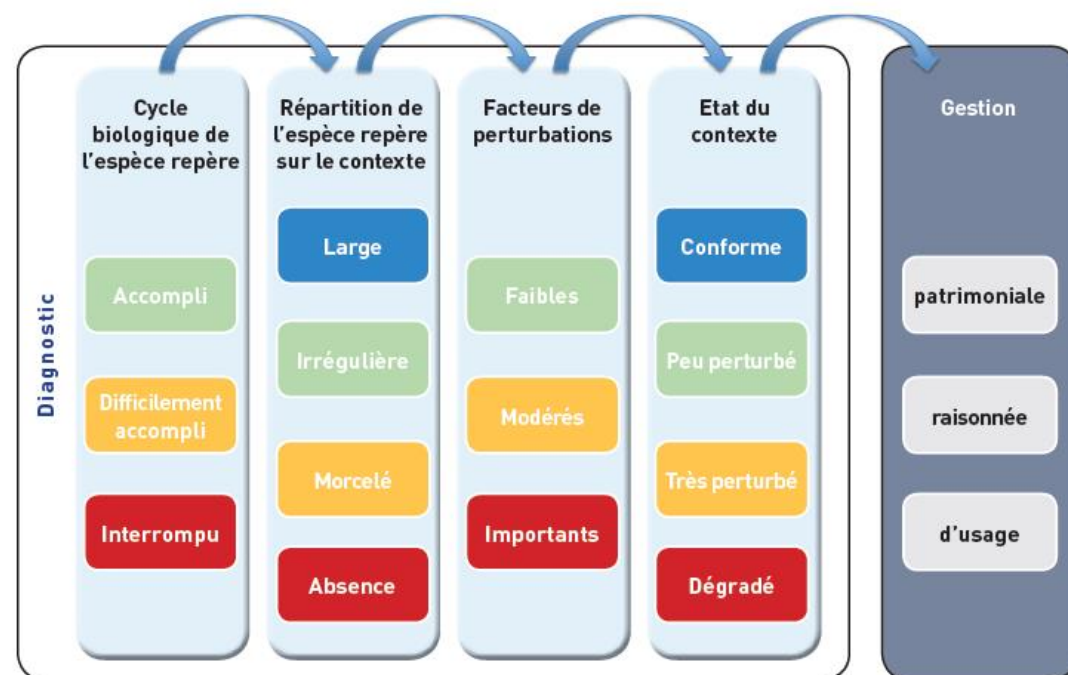 Diagnostic
Cycle
biologique de
l'espèce repère
Accompli
Difficilement
accompli
Interrompu
Répartition de
l'espèce repère
sur le contexte
Large
Irrégulière
Morcelé
Absence
Facteurs de
perturbations
Faibles
Modérés
Importants
Etat du
contexte
Conforme
Peu perturbé
Très perturbé
Dégradé
Gestion
patrimoniale
raisonnée
d'usage